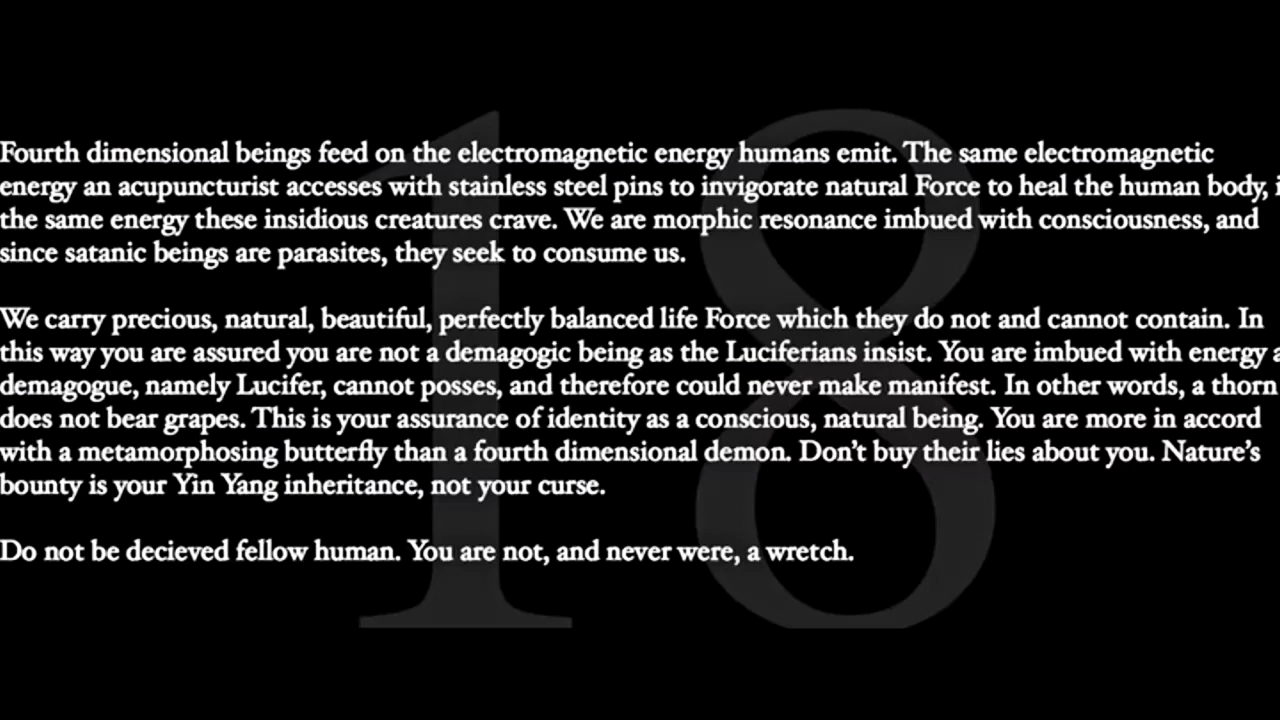 18
Fourth dimensional beings feed on the electromagnetic energy humans emit. The same electromagnetic
energy an acupuncturist accesses with stainless steel pins to invigorate natural Force to heal the human body,
the same energy these insidious creatures crave. We are morphic resonance imbued with consciousness, and
since satanic beings are parasites, they seek to consume us.
We carry precious, natural, beautiful, perfectly balanced life Force which they do not and cannot contain. In
this way you are assured you are not a demagogic being as the Luciferians insist. You are imbued with energy a
demagogue, namely Lucifer, cannot posses, and therefore could never make manifest. In other words, a thorn
does not bear grapes. This is your assurance of identity as a conscious, natural being. You are more in accord
with a metamorphosing butterfly than a fourth dimensional demon. Don’t buy their lies about you. Nature’s
bounty is your Yin Yang inheritance, not your curse.
Do not be decieved fellow human. You are not, and never were, a wretch.